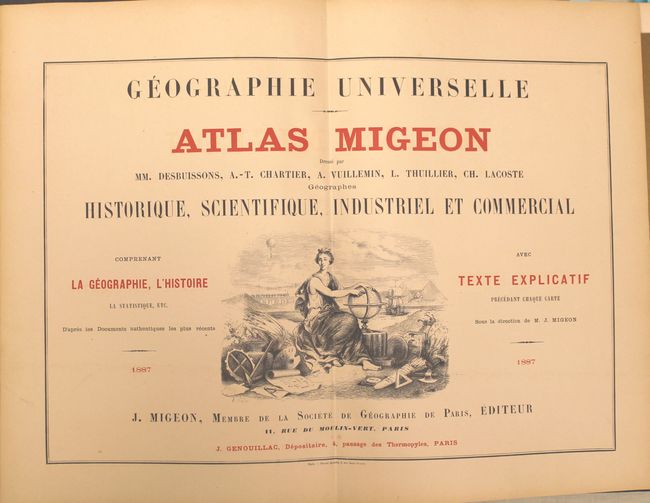 GÉOGRAPHIE UNIVERSELLE
ATLAS MIGEON
Dressé par
MM. DESBUISSONS, A.-T. CHARTIER, A. VUILLEMIN, L. THUILLIER, CH. LACOSTE
Géographes
HISTORIQUE, SCIENTIFIQUE, INDUSTRIEL ET COMMERCIAL
COMPRENANT
LA GÉOGRAPHIE, L'HISTOIRE
LA STATISTIQUE, ETC.
D'après les Documents authentiques les plus récents
1887
AVEC
TEXTE EXPLICATIF
PRÉCÉDANT CHAQUE CARTE
Sous la direction de M. J. MIGEON
1887
J. MIGEON, MEMBRE DE LA SOCIÉTÉ DE GÉOGRAPHIE DE PARIS, EDITEUR
11, RUE DU MOULIN-VERT, PARIS
J. GENOUILLAC, Dépositaire, 4, passage des Thermopyles, PARIS